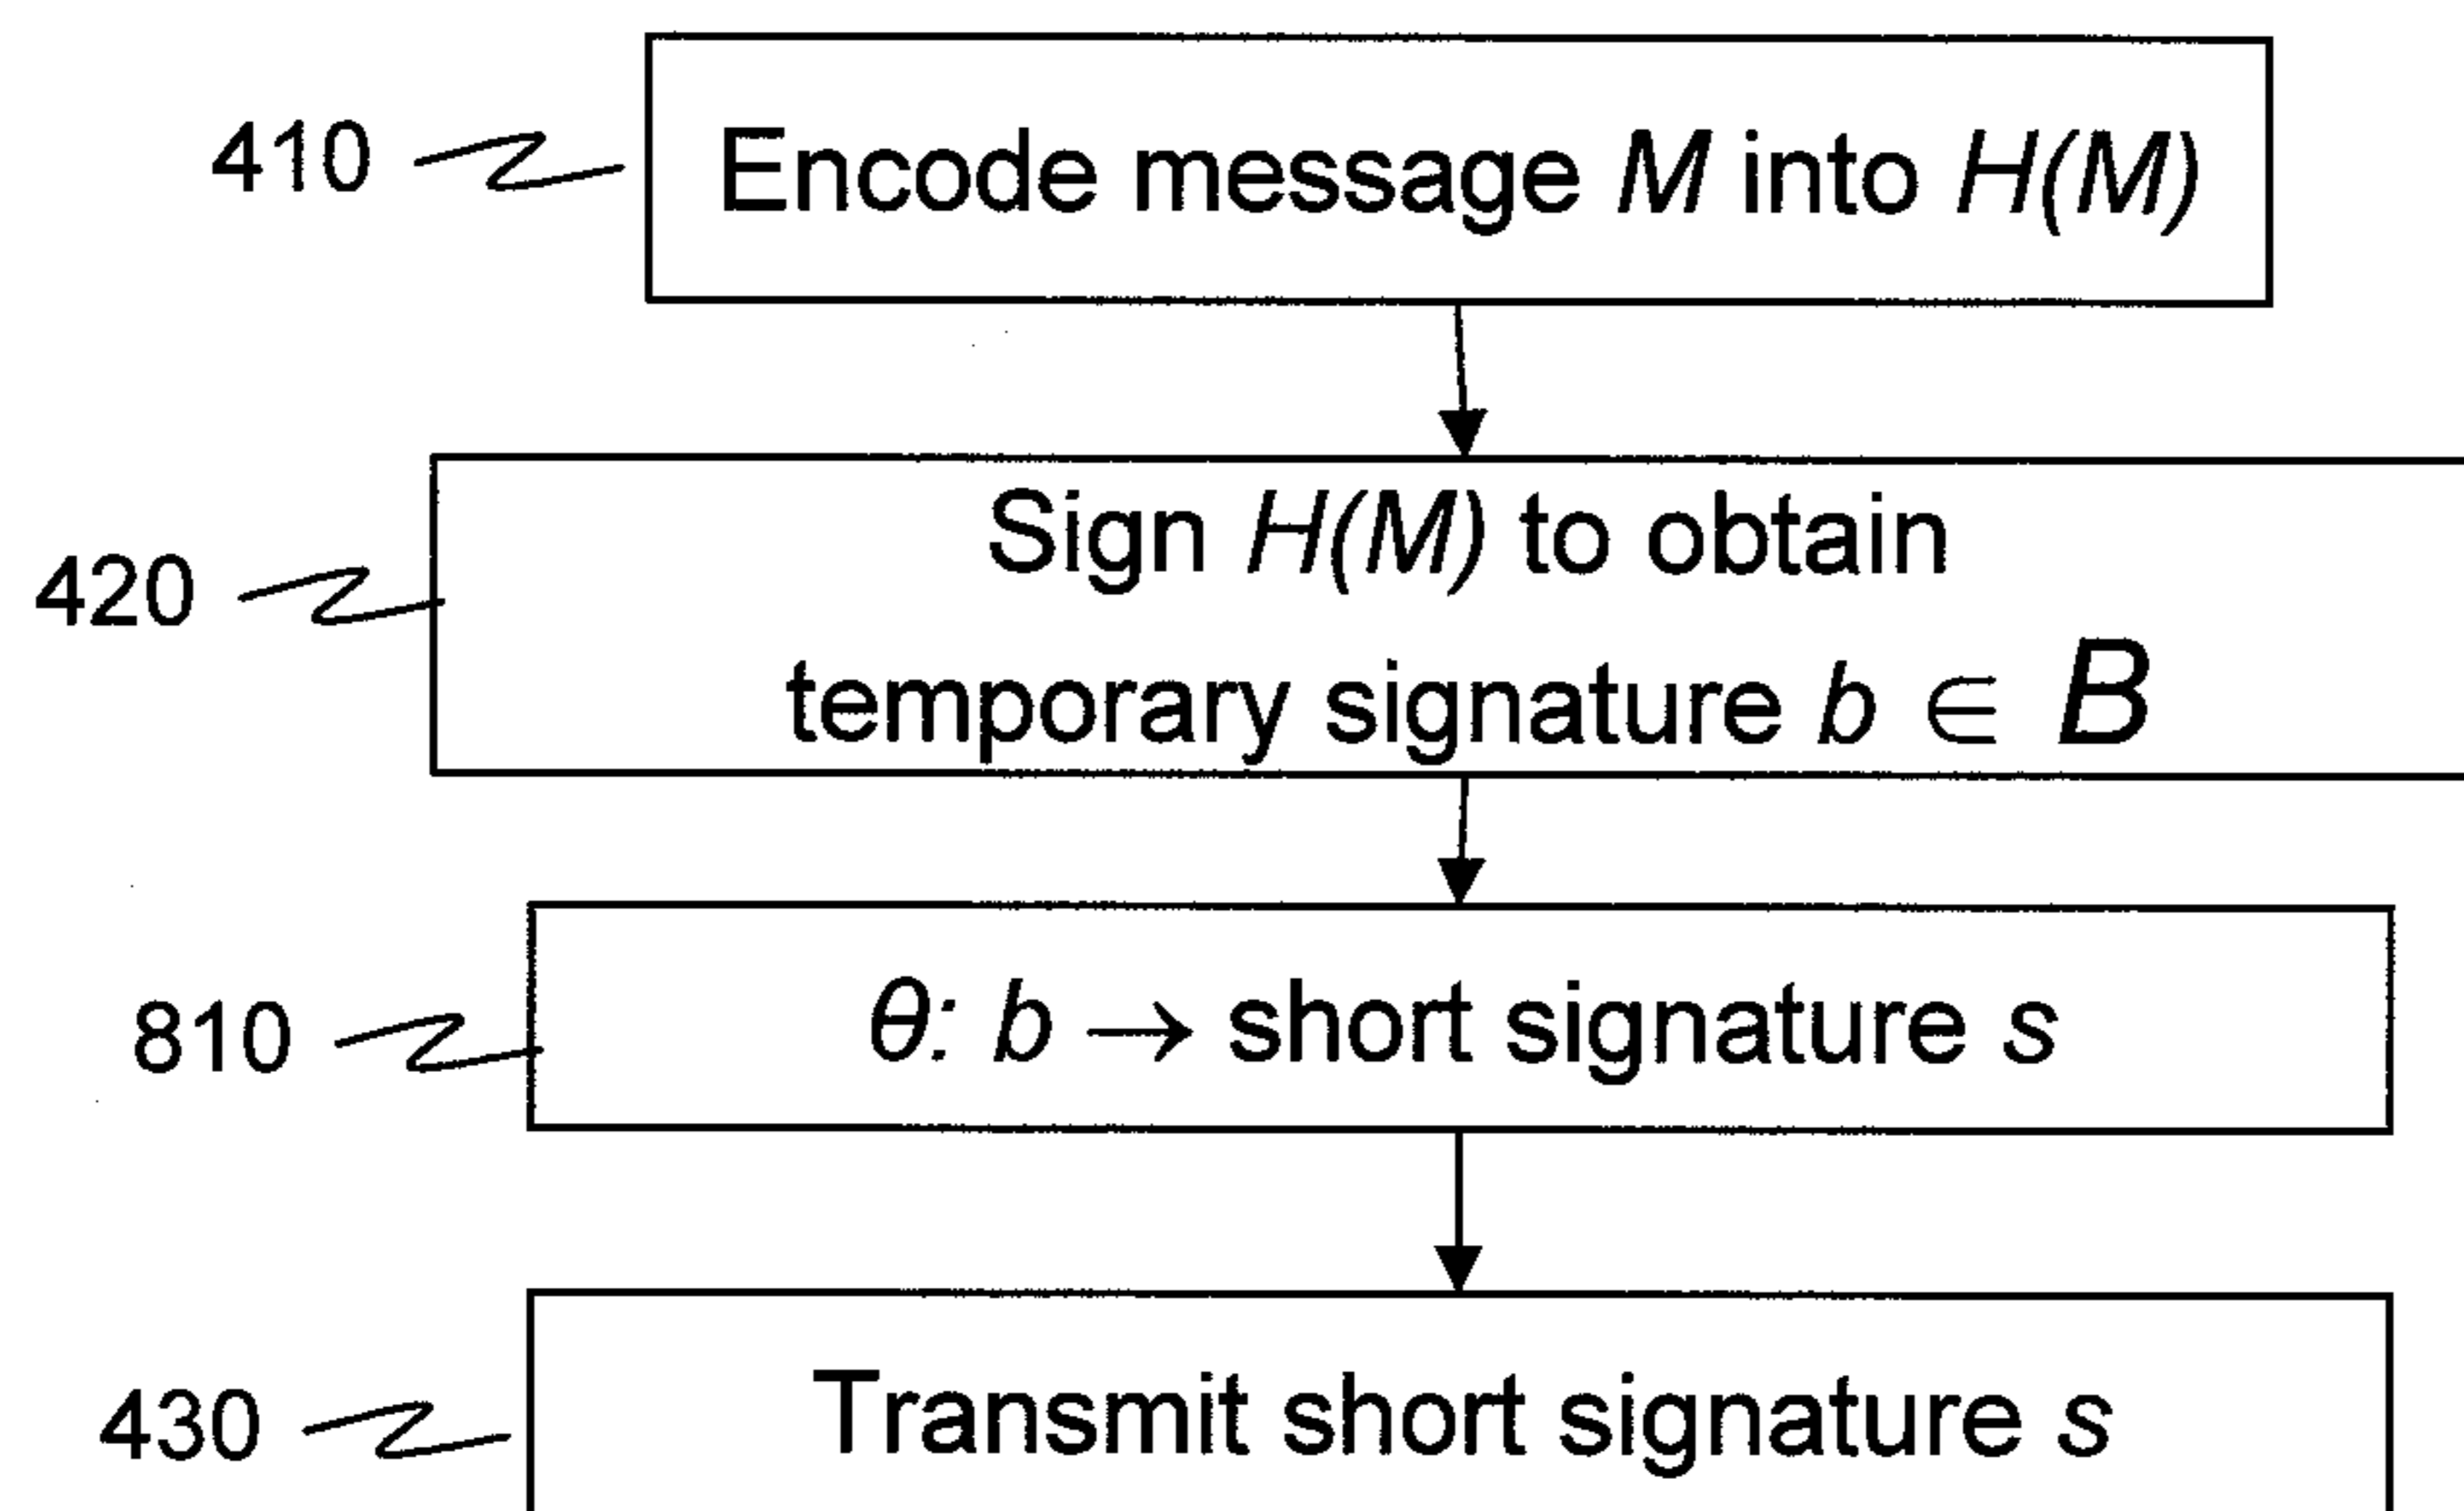 410 Encode message M into H(M)
Sign H(M) to obtain
420
temporary signature b ∈ B
810 θ: b → short signature s
430 Transmit short signature s